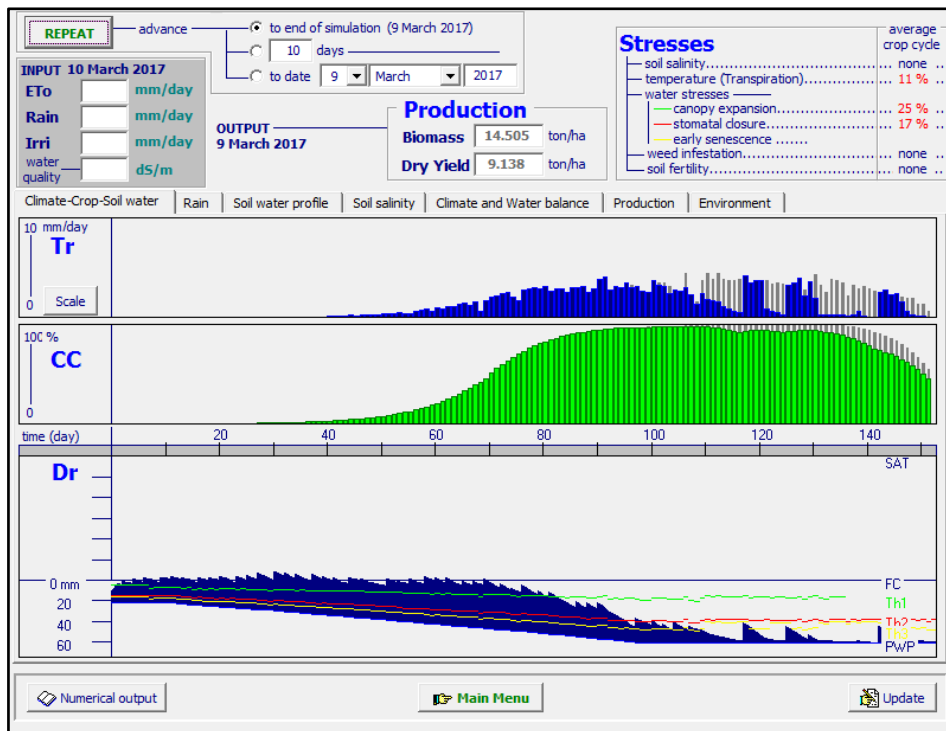 REPEAT
advance
to end of simulation (9 March 2017)
10 days
to date 9 March 2017
INPUT 10 March 2017
ETo mm/day
Rain mm/day
Irri mm/day
water quality dS/m
OUTPUT
9 March 2017
Production
Biomass 14.505 ton/ha
Dry Yield 9.138 ton/ha
Stresses
average
crop cycle
soil salinity..................... none ..
temperature (Transpiration)................... 11 % ..
water stresses
canopy expansion..................... 25 % ..
stomatal closure...................... 17 % ..
early senescence .......
weed infestation..................... none ..
soil fertility............................... none ..
Climate-Crop-Soil water Rain Soil water profile Soil salinity Climate and Water balance Production Environment
10 mm/day
Tr
0
Scale
100 %
CC
0
time (day) 20 40 60 80 100 120 140
Dr
SAT
0 mm
FC
20
Th1
40
Th2
Th3
60
PWP
Numerical output
Main Menu
Update